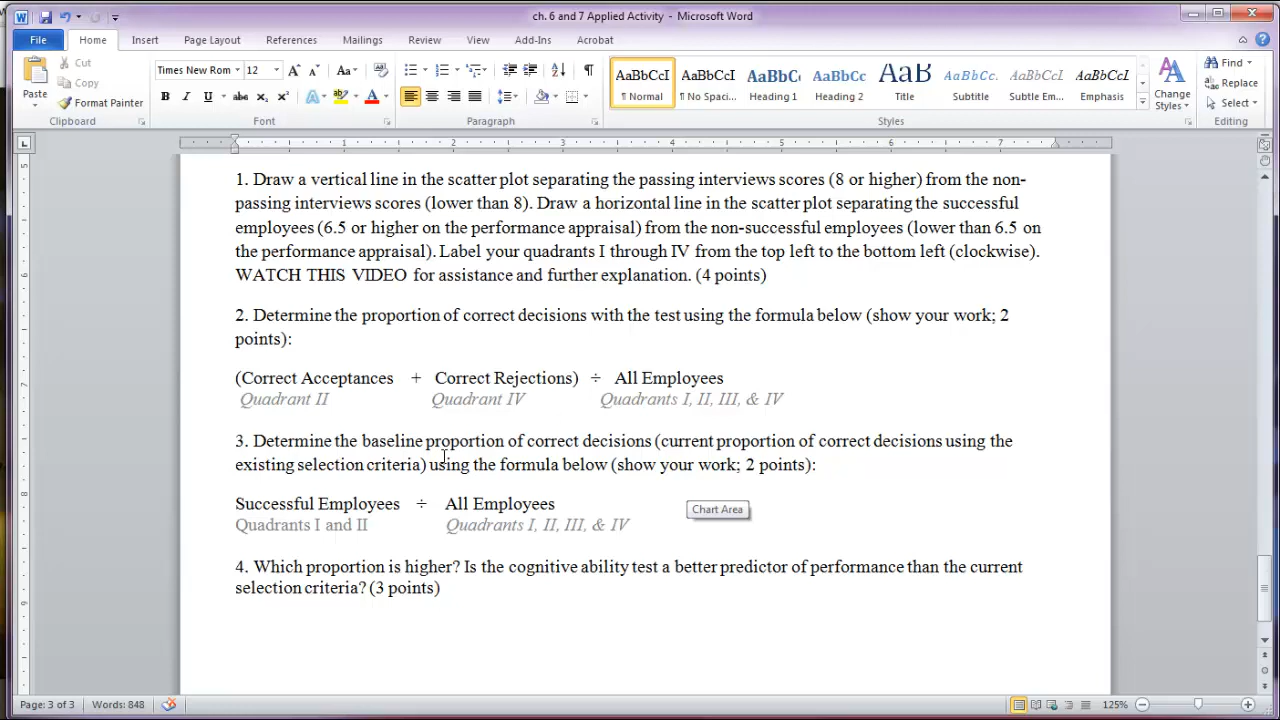 ch. 6 and 7 Applied Activity - Microsoft Word
File Home Insert Page Layout References Mailings Review View Add-Ins Acrobat
Paste
Cut
Copy
Format Painter
Clipboard
Times New Rom 12
Font
Paragraph
AaBbCcI AaBbCcI AaBbCc AaBbCc AaB AaBbCcI AaBbCcI AaBbCcI
¶ Normal ¶ No Spaci... Heading 1 Heading 2 Title Subtitle Subtle Em... Emphasis
Styles
Change Styles
Find
Replace
Select
Editing
1 2 3 4 5 6 7
1. Draw a vertical line in the scatter plot separating the passing interviews scores (8 or higher) from the non-
passing interviews scores (lower than 8). Draw a horizontal line in the scatter plot separating the successful
employees (6.5 or higher on the performance appraisal) from the non-successful employees (lower than 6.5 on
the performance appraisal). Label your quadrants I through IV from the top left to the bottom left (clockwise).
WATCH THIS VIDEO for assistance and further explanation. (4 points)
2. Determine the proportion of correct decisions with the test using the formula below (show your work; 2
points):
(Correct Acceptances + Correct Rejections) ÷ All Employees
Quadrant II Quadrant IV Quadrants I, II, III, & IV
3. Determine the baseline proportion of correct decisions (current proportion of correct decisions using the
existing selection criteria) using the formula below (show your work; 2 points):
Successful Employees ÷ All Employees
Quadrants I and II Quadrants I, II, III, & IV
Chart Area
4. Which proportion is higher? Is the cognitive ability test a better predictor of performance than the current
selection criteria? (3 points)
Page: 3 of 3 Words: 848 125%